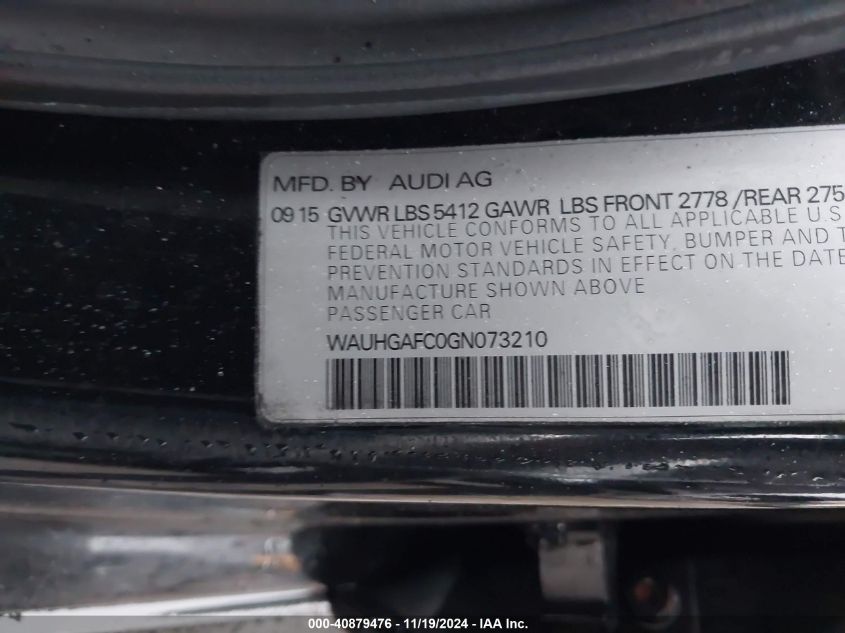 MFD. BY AUDI AG
09 15 GVWR LBS 5412 GAWR LBS FRONT 2778 /REAR 275
THIS VEHICLE CONFORMS TO ALL APPLICABLE U S
FEDERAL MOTOR VEHICLE SAFETY, BUMPER AND T
PREVENTION STANDARDS IN EFFECT ON THE DATE
MANUFACTURE SHOWN ABOVE
PASSENGER CAR
WAUHGAFC0GN073210
000-40879476 - 11/19/2024 - IAA Inc.